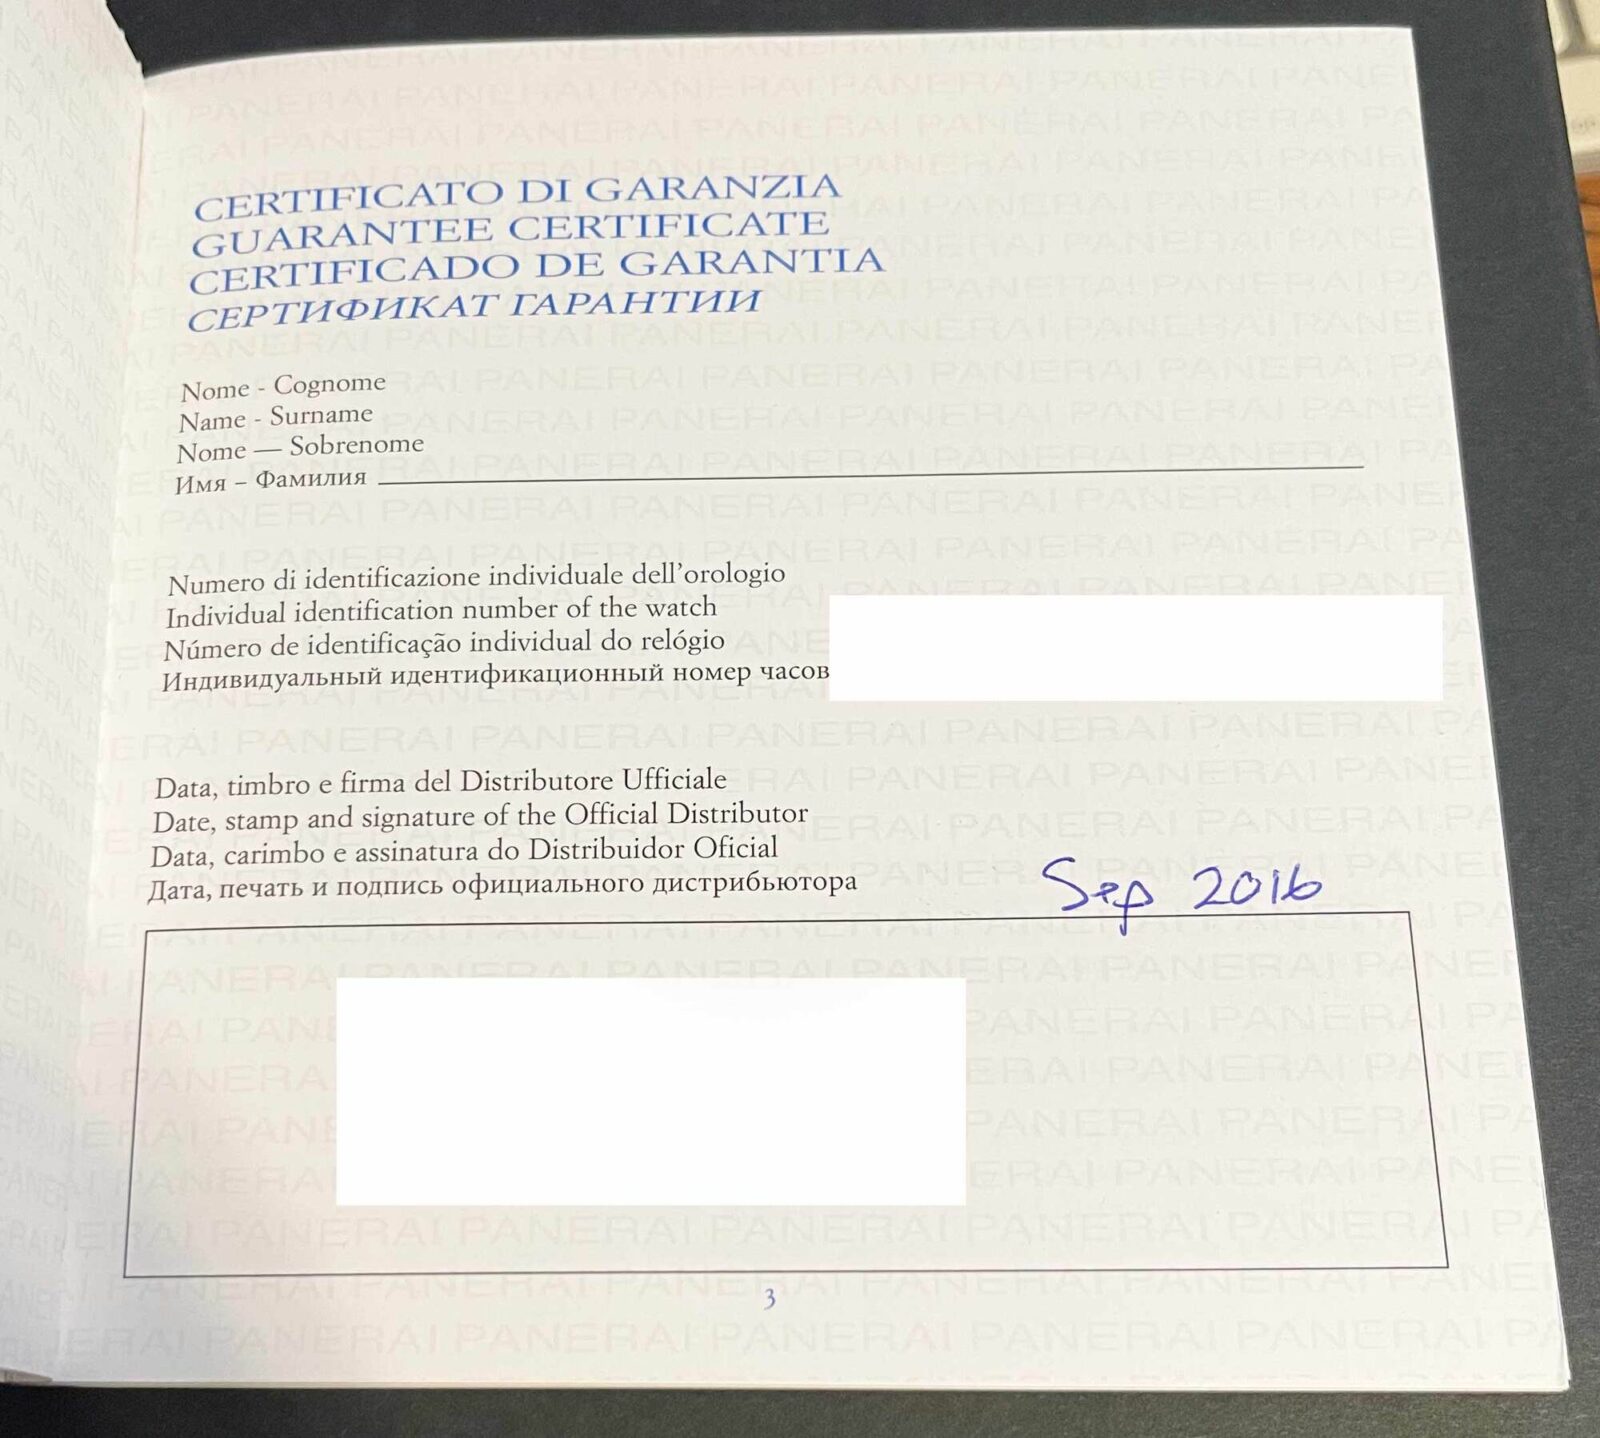 CERTIFICATO DI GARANZIA
GUARANTEE CERTIFICATE
CERTIFICADO DE GARANTIA
СЕРТИФИКАТ ГАРАНТИИ
Nome - Cognome
Name - Surname
Nome — Sobrenome
Имя – Фамилия
Numero di identificazione individuale dell'orologio
Individual identification number of the watch
Número de identificação individual do relógio
Индивидуальный идентификационный номер часов
Data, timbro e firma del Distributore Ufficiale
Date, stamp and signature of the Official Distributor
Data, carimbo e assinatura do Distribuidor Oficial
Дата, печать и подпись официального дистрибьютора
Sep 2016
3